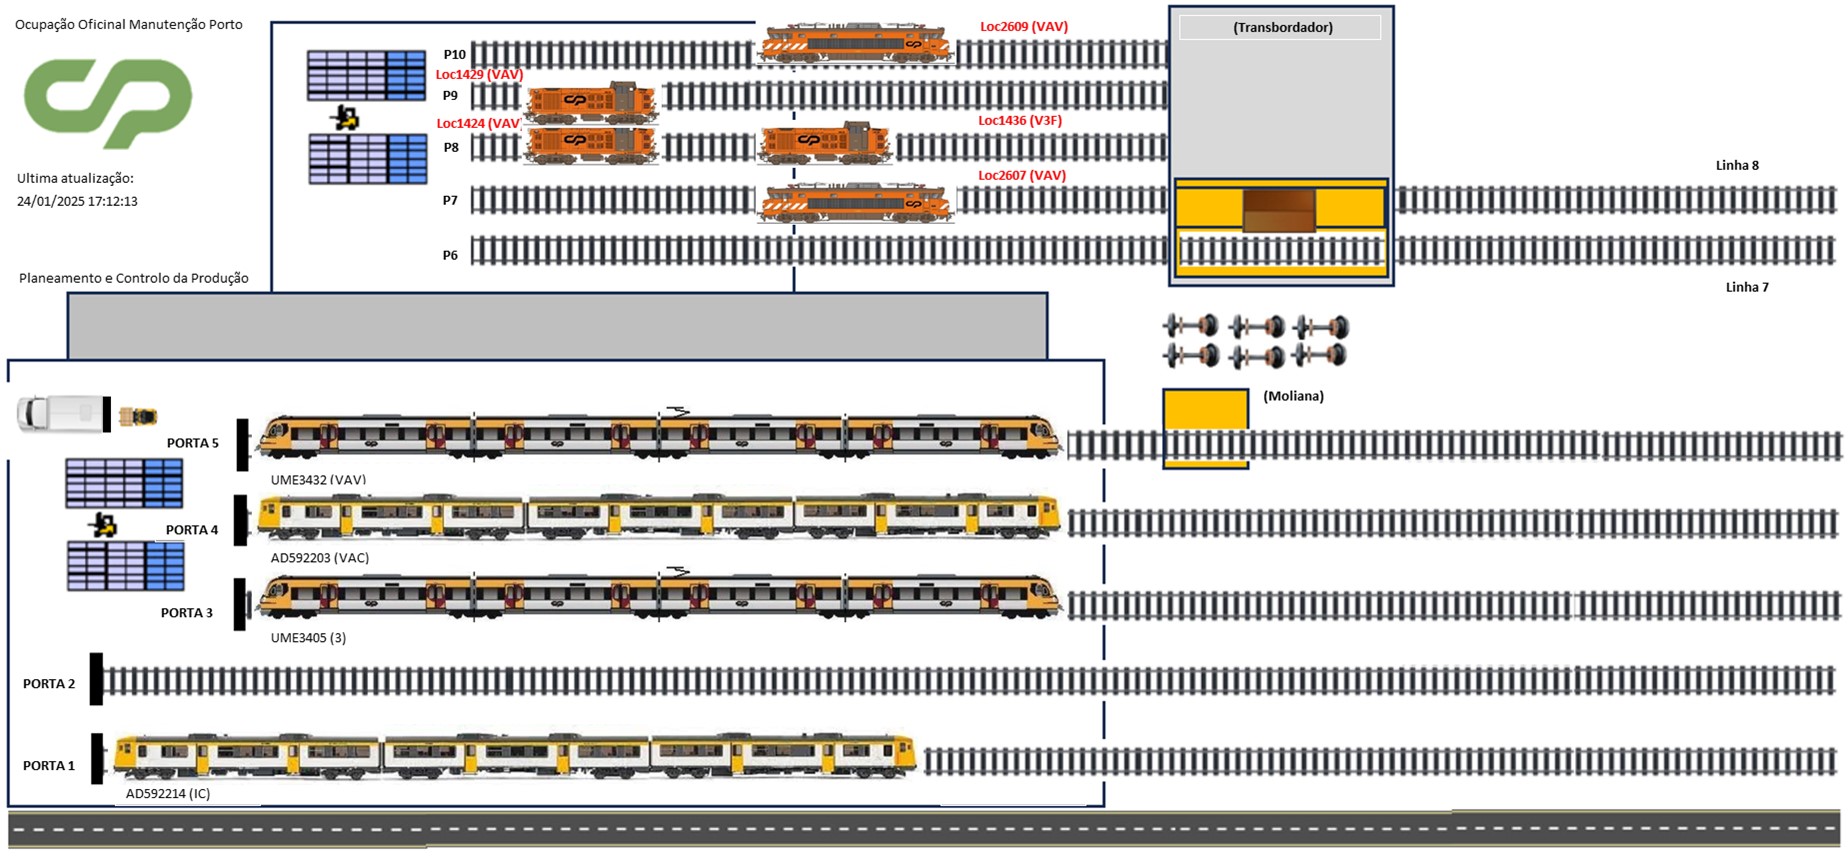 Ocupação Oficinal Manutenção Porto
Loc2609 (VAV)
(Transbordador)
P10
Loc1429 (VAV)
P9
CP
Loc1424 (VAV)
Loc1436 (V3F)
P8
Ultima atualização:
24/01/2025 17:12:13
Loc2607 (VAV)
Linha 8
P7
P6
Planeamento e Controlo da Produção
Linha 7
(Moliana)
PORTA 5
UME3432 (VAV)
PORTA 4
AD592203 (VAC)
PORTA 3
UME3405 (3)
PORTA 2
PORTA 1
AD592214 (IC)